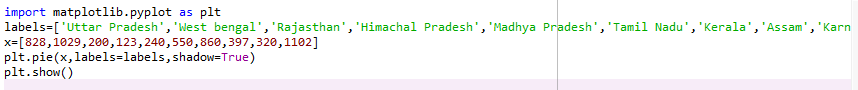 import matplotlib.pyplot as plt
labels=['Uttar Pradesh','West bengal','Rajasthan','Himachal Pradesh','Madhya Pradesh','Tamil Nadu','Kerala','Assam','Karn
x=[828,1029,200,123,240,550,860,397,320,1102]
plt.pie(x,labels=labels,shadow=True)
plt.show()